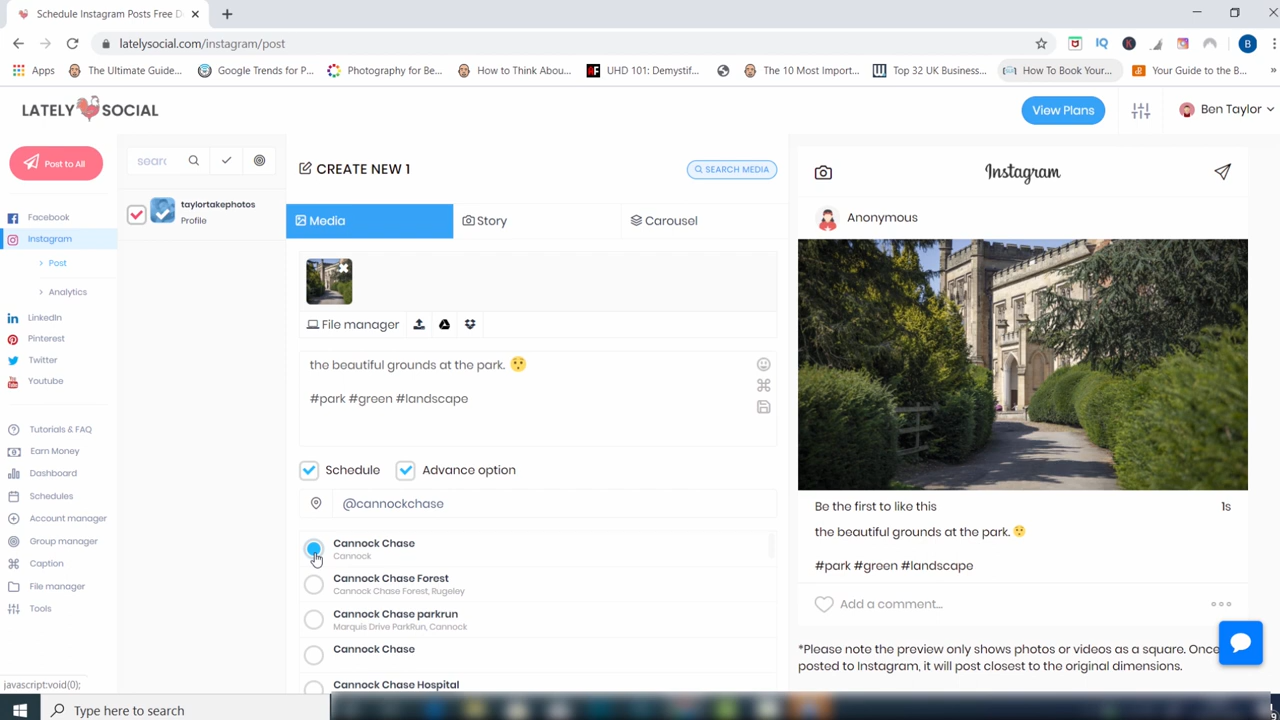 Schedule Instagram Posts Free D
latelysocial.com/instagram/post
Apps
The Ultimate Guide...
Google Trends for P...
Photography for Be...
How to Think Abou...
UHD 101: Demystif...
The 10 Most Import...
Top 32 UK Business...
How To Book Your...
Your Guide to the B...
LATELY SOCIAL
View Plans
Ben Taylor
Post to All
Facebook
Instagram
Post
Analytics
LinkedIn
Pinterest
Twitter
Youtube
Tutorials & FAQ
Earn Money
Dashboard
Schedules
Account manager
Group manager
Caption
File manager
Tools
taylortakephotos
Profile
CREATE NEW 1
SEARCH MEDIA
Media
Story
Carousel
File manager
the beautiful grounds at the park. 😯
#park #green #landscape
Schedule
Advance option
@cannockchase
Cannock Chase
Cannock
Cannock Chase Forest
Cannock Chase Forest, Rugeley
Cannock Chase parkrun
Marquis Drive ParkRun, Cannock
Cannock Chase
Cannock Chase Hospital
Instagram
Anonymous
Be the first to like this
1s
the beautiful grounds at the park. 😯
#park #green #landscape
Add a comment...
*Please note the preview only shows photos or videos as a square. Once
posted to Instagram, it will post closest to the original dimensions.
javascript:void(0);
Type here to search